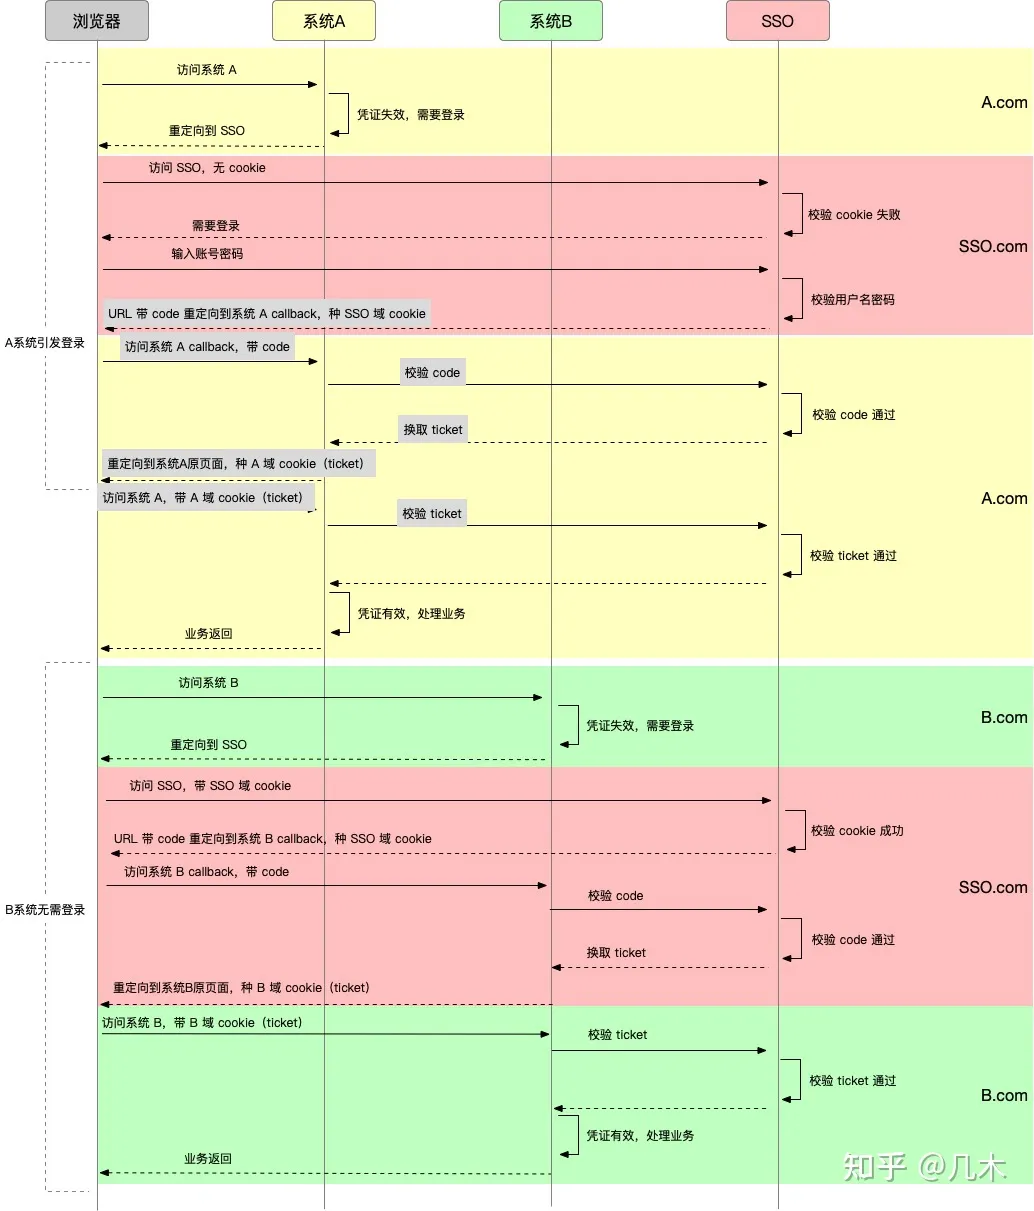 浏览器
系统A
系统B
SSO
访问系统 A
凭证失效，需要登录
A.com
重定向到 SSO
访问 SSO，无 cookie
校验 cookie 失败
需要登录
SSO.com
输入账号密码
校验用户名密码
URL 带 code 重定向到系统 A callback，种 SSO 域 cookie
A系统引发登录
访问系统 A callback，带 code
校验 code
校验 code 通过
换取 ticket
重定向到系统A原页面，种 A 域 cookie（ticket）
访问系统 A，带 A 域 cookie（ticket）
A.com
校验 ticket
校验 ticket 通过
凭证有效，处理业务
业务返回
访问系统 B
B.com
凭证失效，需要登录
重定向到 SSO
访问 SSO，带 SSO 域 cookie
校验 cookie 成功
URL 带 code 重定向到系统 B callback，种 SSO 域 cookie
访问系统 B callback，带 code
SSO.com
校验 code
B系统无需登录
校验 code 通过
换取 ticket
重定向到系统B原页面，种 B 域 cookie（ticket）
访问系统 B，带 B 域 cookie（ticket）
校验 ticket
校验 ticket 通过
B.com
凭证有效，处理业务
业务返回
知乎 @几木